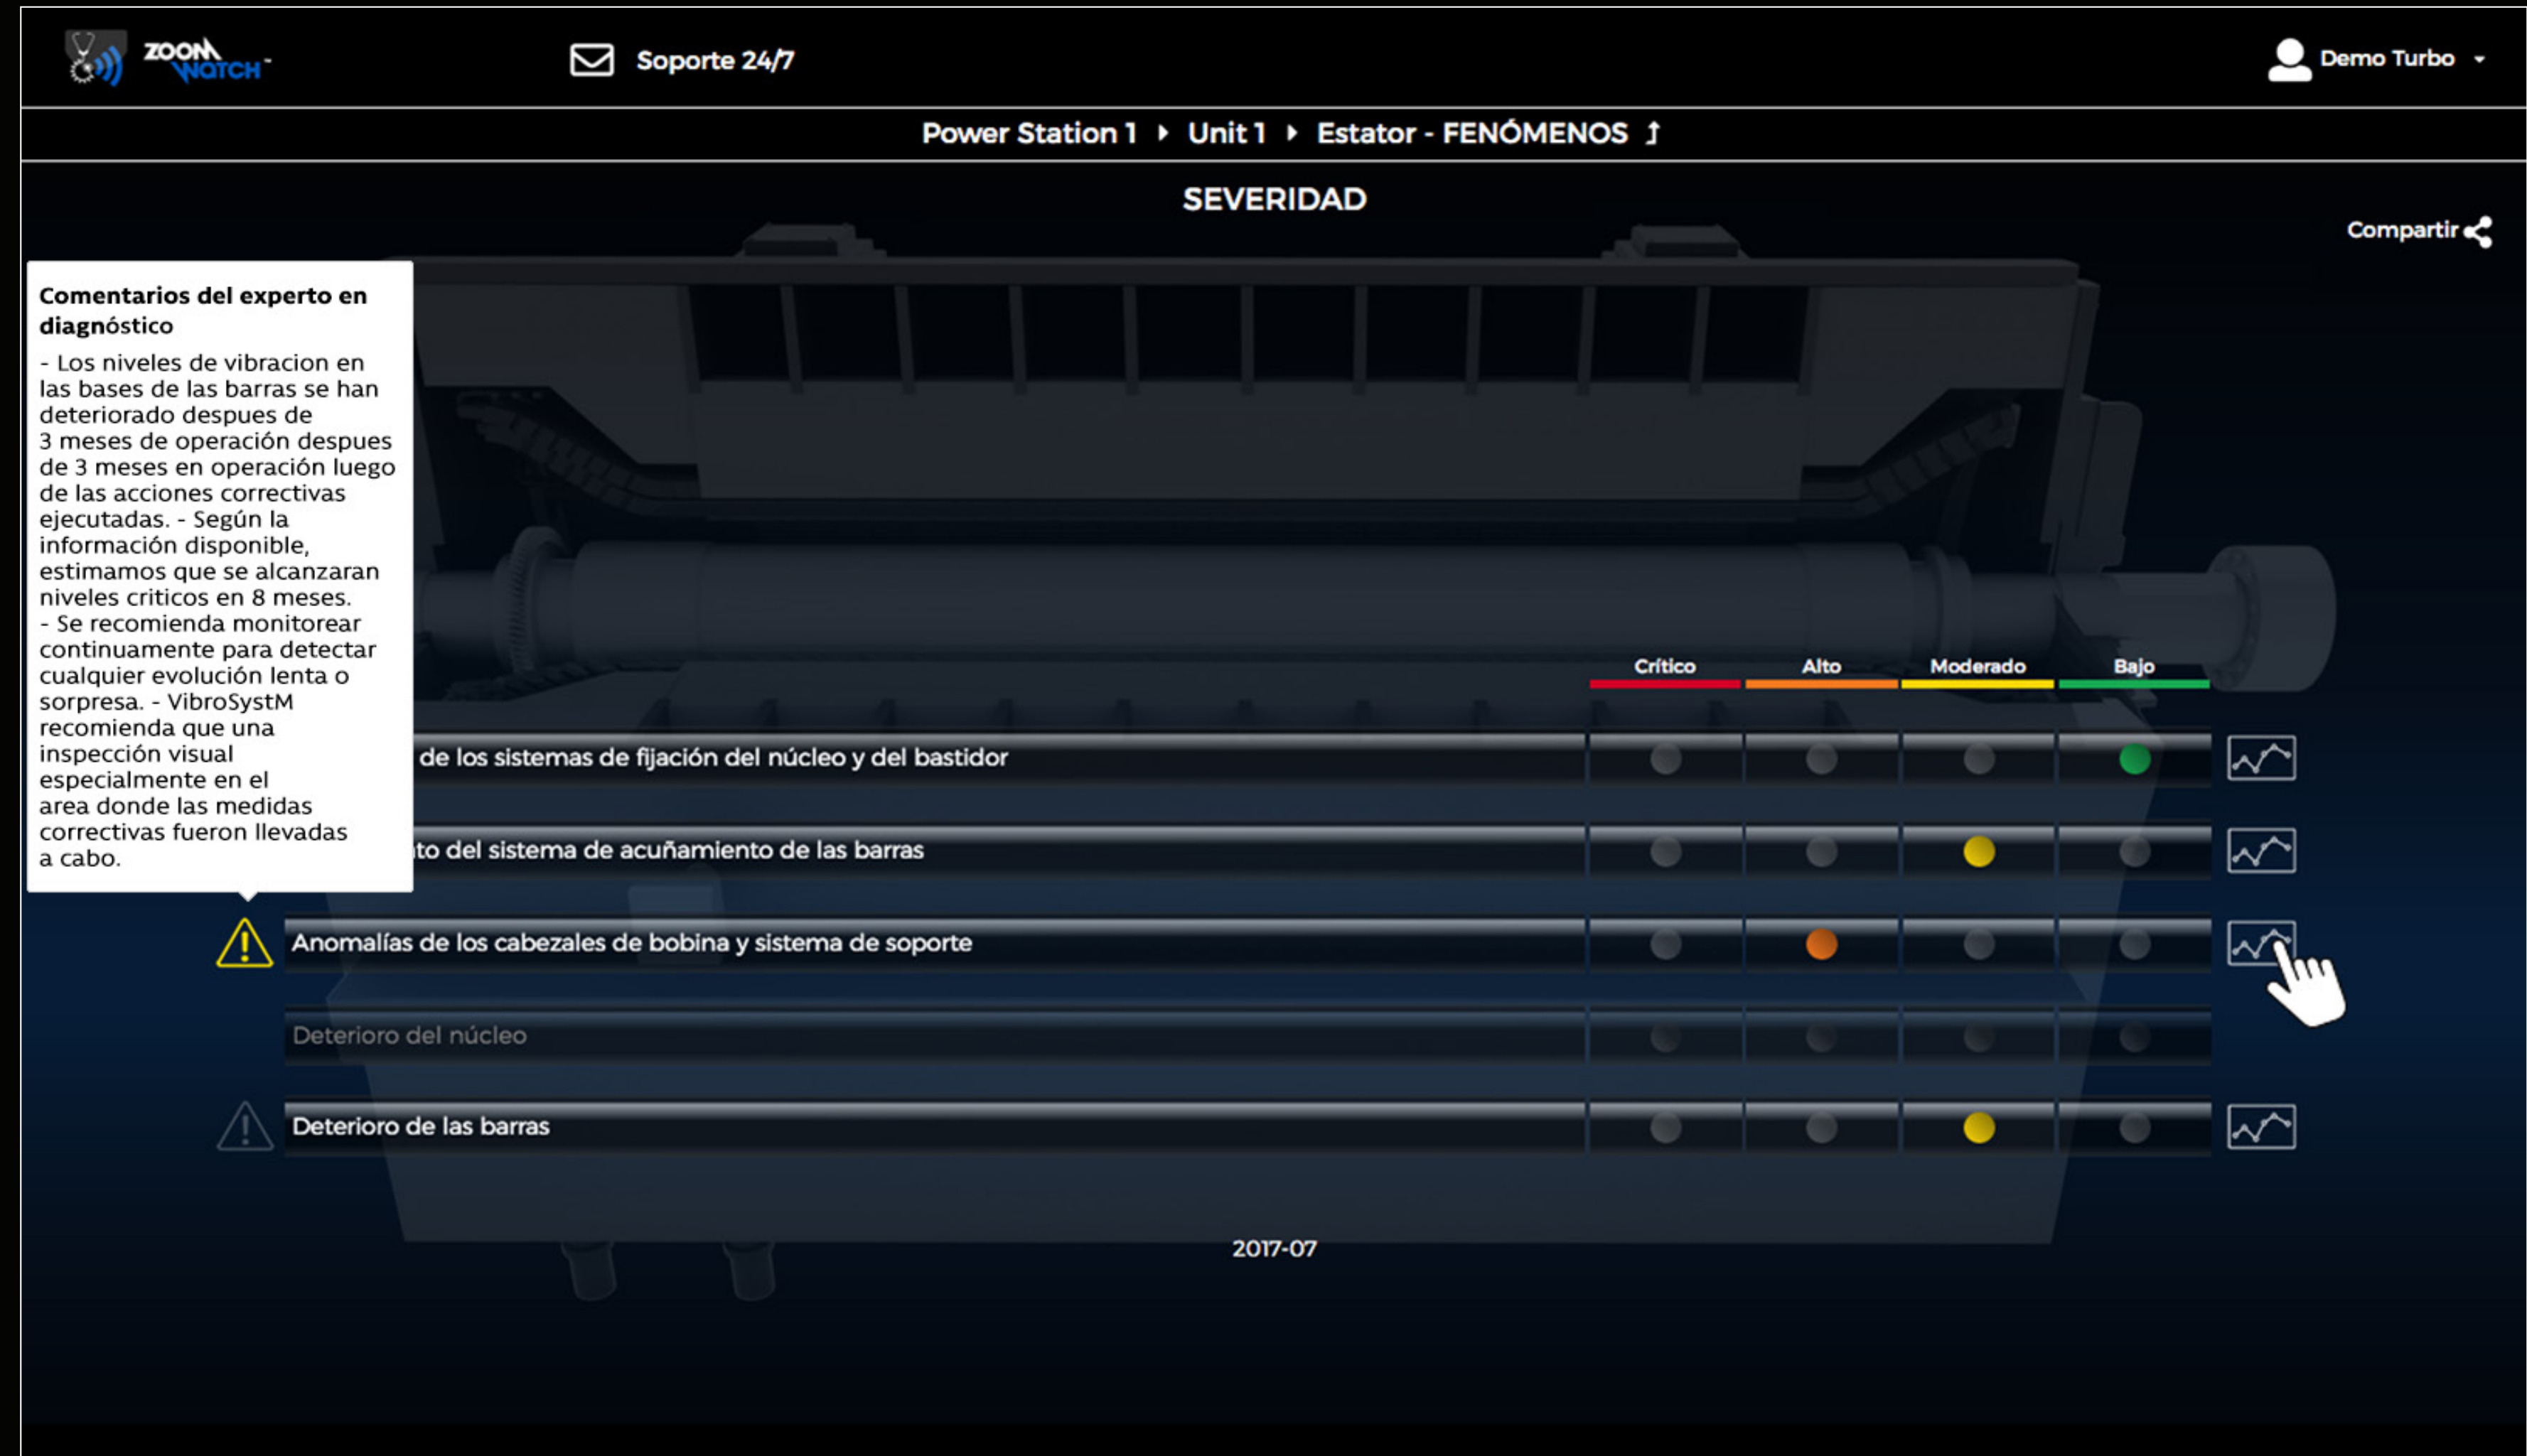 ZOOM
WATCH
Soporte 24/7
Demo Turbo
Power Station 1 Unit 1 Estator - FENÓMENOS
SEVERIDAD
Compartir
Comentarios del experto en
diagnóstico
- Los niveles de vibracion en
las bases de las barras se han
deteriorado despues de
3 meses de operación despues
de 3 meses en operación luego
de las acciones correctivas
ejecutadas. - Según la
información disponible,
estimamos que se alcanzaran
niveles criticos en 8 meses.
- Se recomienda monitorear
continuamente para detectar
cualquier evolución lenta o
sorpresa. - VibroSystM
recomienda que una
inspección visual
especialmente en el
area donde las medidas
correctivas fueron llevadas
a cabo.
Crítico Alto Moderado Bajo
de los sistemas de fijación del núcleo y del bastidor
to del sistema de acuñamiento de las barras
Anomalías de los cabezales de bobina y sistema de soporte
Deterioro del núcleo
Deterioro de las barras
2017-07